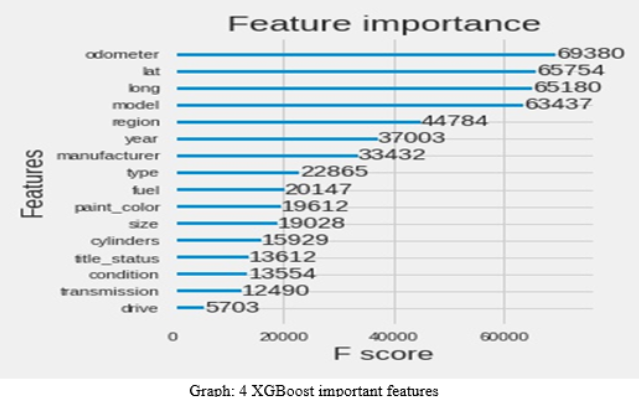 Feature importance
Features
odometer 69380
lat 65754
long 65180
model 63437
region 44784
year 37003
manufacturer 33432
type 22865
fuel 20147
paint_color 19612
size 19028
cylinders 15929
title_status 13612
condition 13554
transmission 12490
drive 5703
0 20000 40000 60000
F score
Graph: 4 XGBoost important features